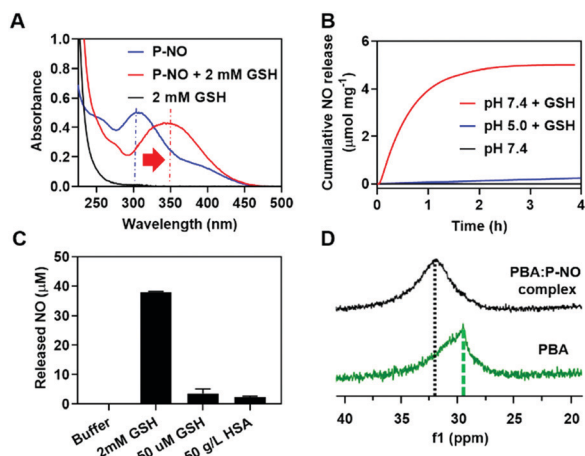 A
P-NO
P-NO + 2 mM GSH
2 mM GSH
Absorbance
1.0
0.8
0.6
0.4
0.2
0.0
250 300 350 400 450 500
Wavelength (nm)
B
Cumulative NO release
(μmol mg⁻¹)
6
4
2
0
pH 7.4 + GSH
pH 5.0 + GSH
pH 7.4
0 1 2 3 4
Time (h)
C
Released NO (μM)
50
40
30
20
10
0
Buffer
2mM GSH
50 uM GSH
50 g/L HSA
D
PBA:P-NO
complex
PBA
40 35 30 25 20
f1 (ppm)